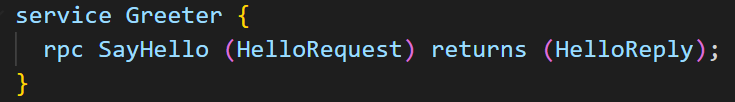 service Greeter {
  rpc SayHello (HelloRequest) returns (HelloReply);
}